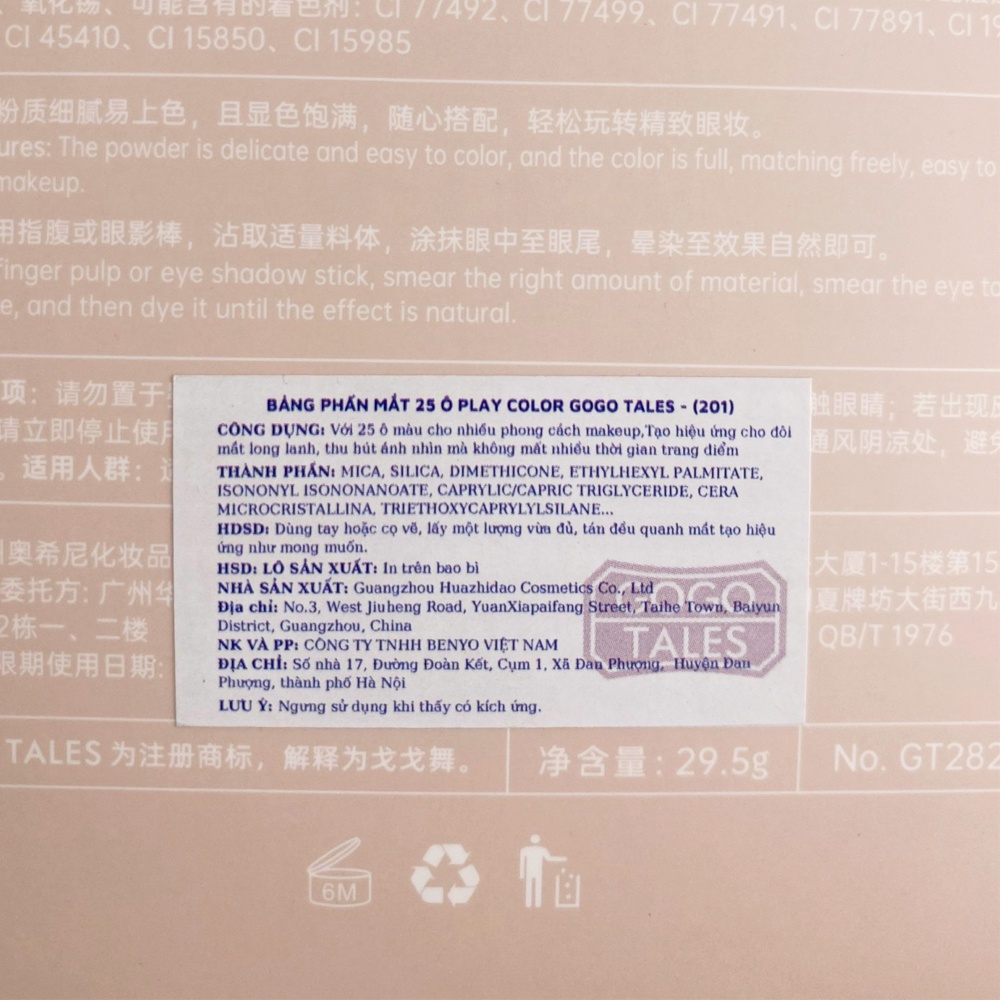 氧化锡、可能含有的着色剂：CI 77492、CI 77499、CI 77491、CI 77891、CI
CI 45410、CI 15850、CI 15985
粉质细腻易上色，且显色饱满，随心搭配，轻松玩转精致眼妆。
ures: The powder is delicate and easy to color, and the color is full, matching freely, easy to
makeup.
用指腹或眼影棒，沾取适量料体，涂抹眼中至眼尾，晕染至效果自然即可。
finger pulp or eye shadow stick, smear the right amount of material, smear the eye to
e, and then dye it until the effect is natural.
项：请勿置于
触眼睛；若出现
请立即停止使用
通风阴凉处，避
。适用人群：
BẢNG PHẤN MẮT 25 Ô PLAY COLOR GOGO TALES - (201)
CÔNG DỤNG: Với 25 ô màu cho nhiều phong cách makeup,Tạo hiệu ứng cho đôi
mắt long lanh, thu hút ánh nhìn mà không mất nhiều thời gian trang điểm
THÀNH PHẦN: MICA, SILICA, DIMETHICONE, ETHYLHEXYL PALMITATE,
ISONONYL ISONONANOATE, CAPRYLIC/CAPRIC TRIGLYCERIDE, CERA
MICROCRISTALLINA, TRIETHOXYCAPRYLYLSILANE...
HDSD: Dùng tay hoặc cọ vẽ, lấy một lượng vừa đủ, tán đều quanh mắt tạo hiệu
ứng như mong muốn.
HSD: LÔ SẢN XUẤT: In trên bao bì
NHÀ SẢN XUẤT: Guangzhou Huazhidao Cosmetics Co., Ltd
Địa chỉ: No.3, West Jiuheng Road, YuanXiapaifang Street, Taihe Town, Baiyun
District, Guangzhou, China
NK VÀ PP: CÔNG TY TNHH BENYO VIỆT NAM
ĐỊA CHỈ: Số nhà 17, Đường Đoàn Kết, Cụm 1, Xã Đan Phượng, Huyện Đan
Phượng, thành phố Hà Nội
LƯU Ý: Ngưng sử dụng khi thấy có kích ứng.
GOGO
TALES
奥希尼化妆品
大厦1-15楼第15
委托方: 广州华
夏牌坊大街西九
2栋一、二楼
QB/T 1976
限期使用日期:
TALES 为注册商标，解释为戈戈舞。
净含量：29.5g
No. GT282
6M